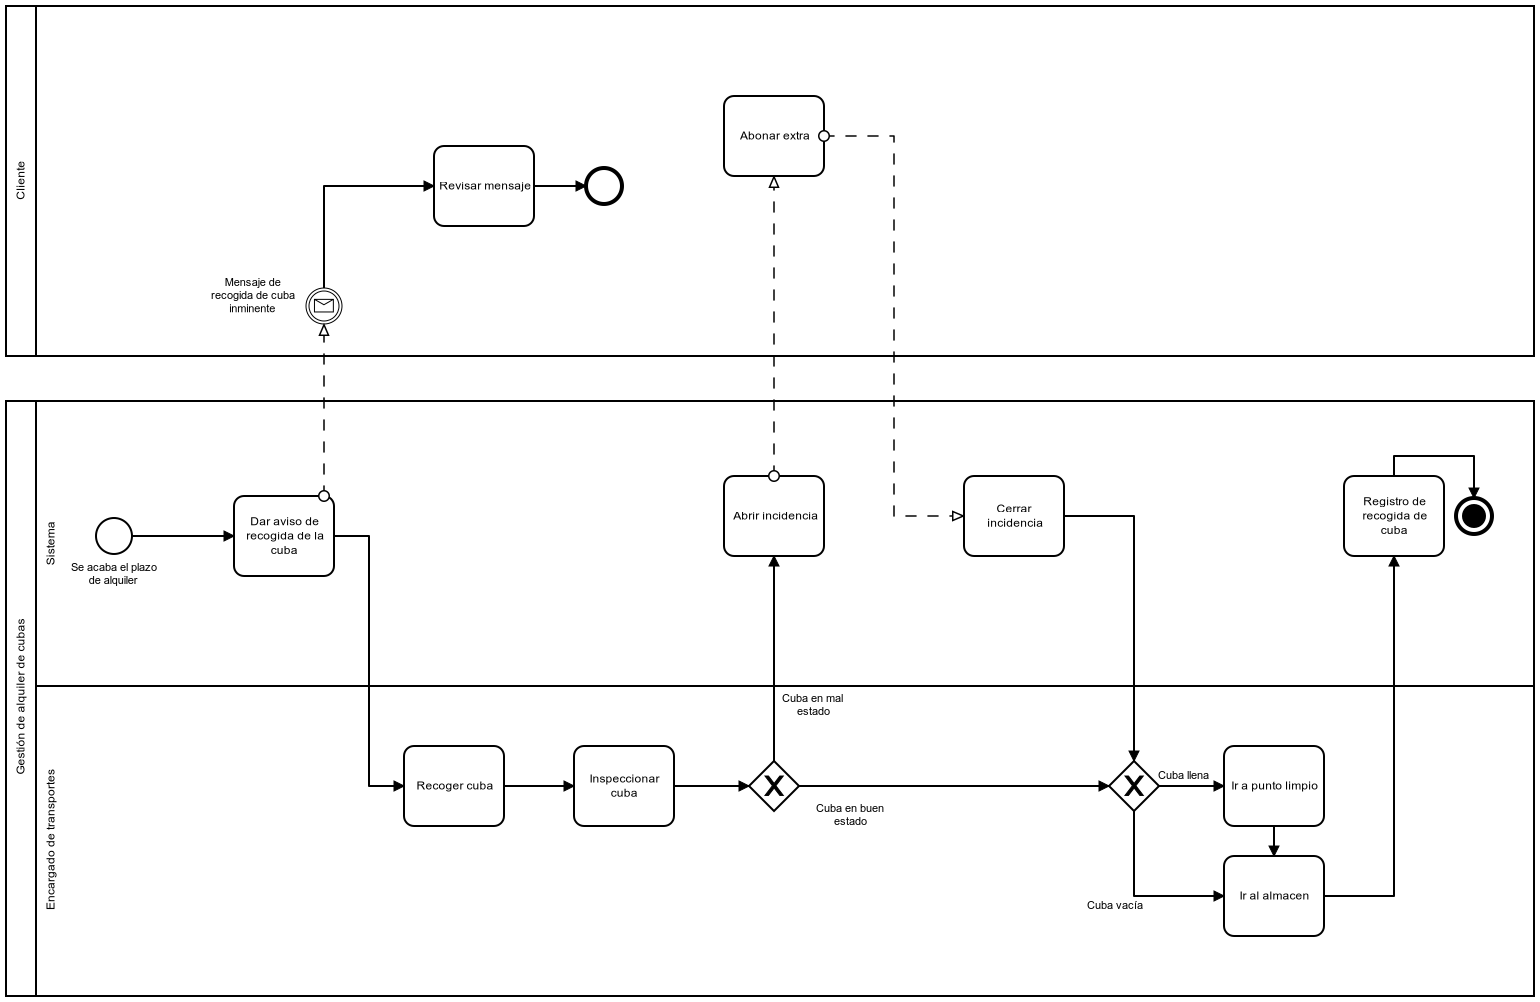 Cliente
Abonar extra
Revisar mensaje
Mensaje de
recogida de cuba
inminente
Gestión de alquiler de cubas
Sistema
Se acaba el plazo
de alquiler
Dar aviso de
recogida de la
cuba
Abrir incidencia
Cerrar
incidencia
Registro de
recogida de
cuba
Encargado de transportes
Cuba en mal
estado
Recoger cuba
Inspeccionar
cuba
Cuba en buen
estado
Cuba llena
Ir a punto limpio
Cuba vacía
Ir al almacen